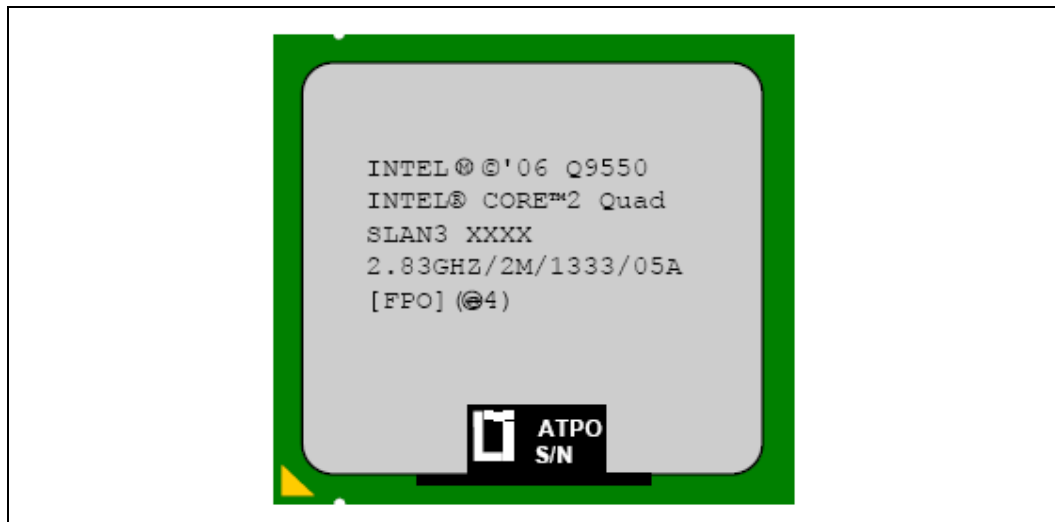 INTEL Ⓜ ©'06 Q9550
INTEL® CORE™2 Quad
SLAN3 XXXX
2.83GHZ/2M/1333/05A
[FPO] (e4)
ATPO
S/N